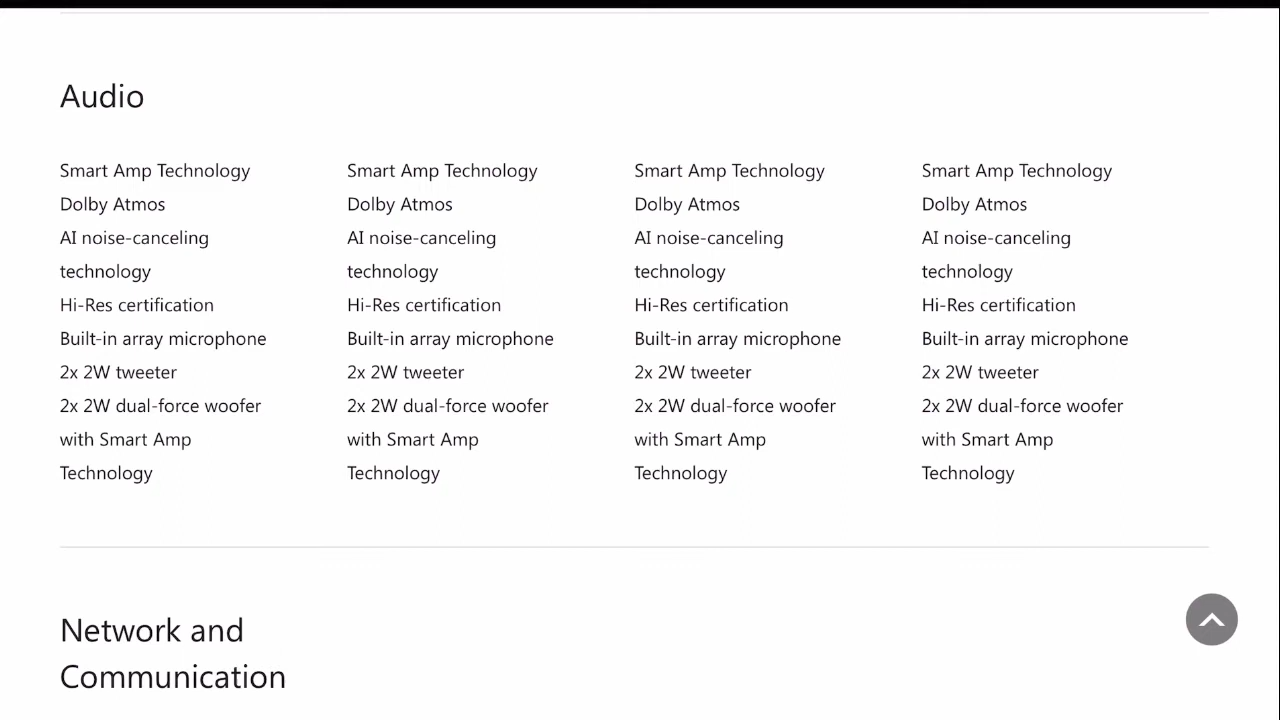 Audio
Smart Amp Technology
Dolby Atmos
AI noise-canceling
technology
Hi-Res certification
Built-in array microphone
2x 2W tweeter
2x 2W dual-force woofer
with Smart Amp
Technology
Smart Amp Technology
Dolby Atmos
AI noise-canceling
technology
Hi-Res certification
Built-in array microphone
2x 2W tweeter
2x 2W dual-force woofer
with Smart Amp
Technology
Smart Amp Technology
Dolby Atmos
AI noise-canceling
technology
Hi-Res certification
Built-in array microphone
2x 2W tweeter
2x 2W dual-force woofer
with Smart Amp
Technology
Smart Amp Technology
Dolby Atmos
AI noise-canceling
technology
Hi-Res certification
Built-in array microphone
2x 2W tweeter
2x 2W dual-force woofer
with Smart Amp
Technology
Network and
Communication